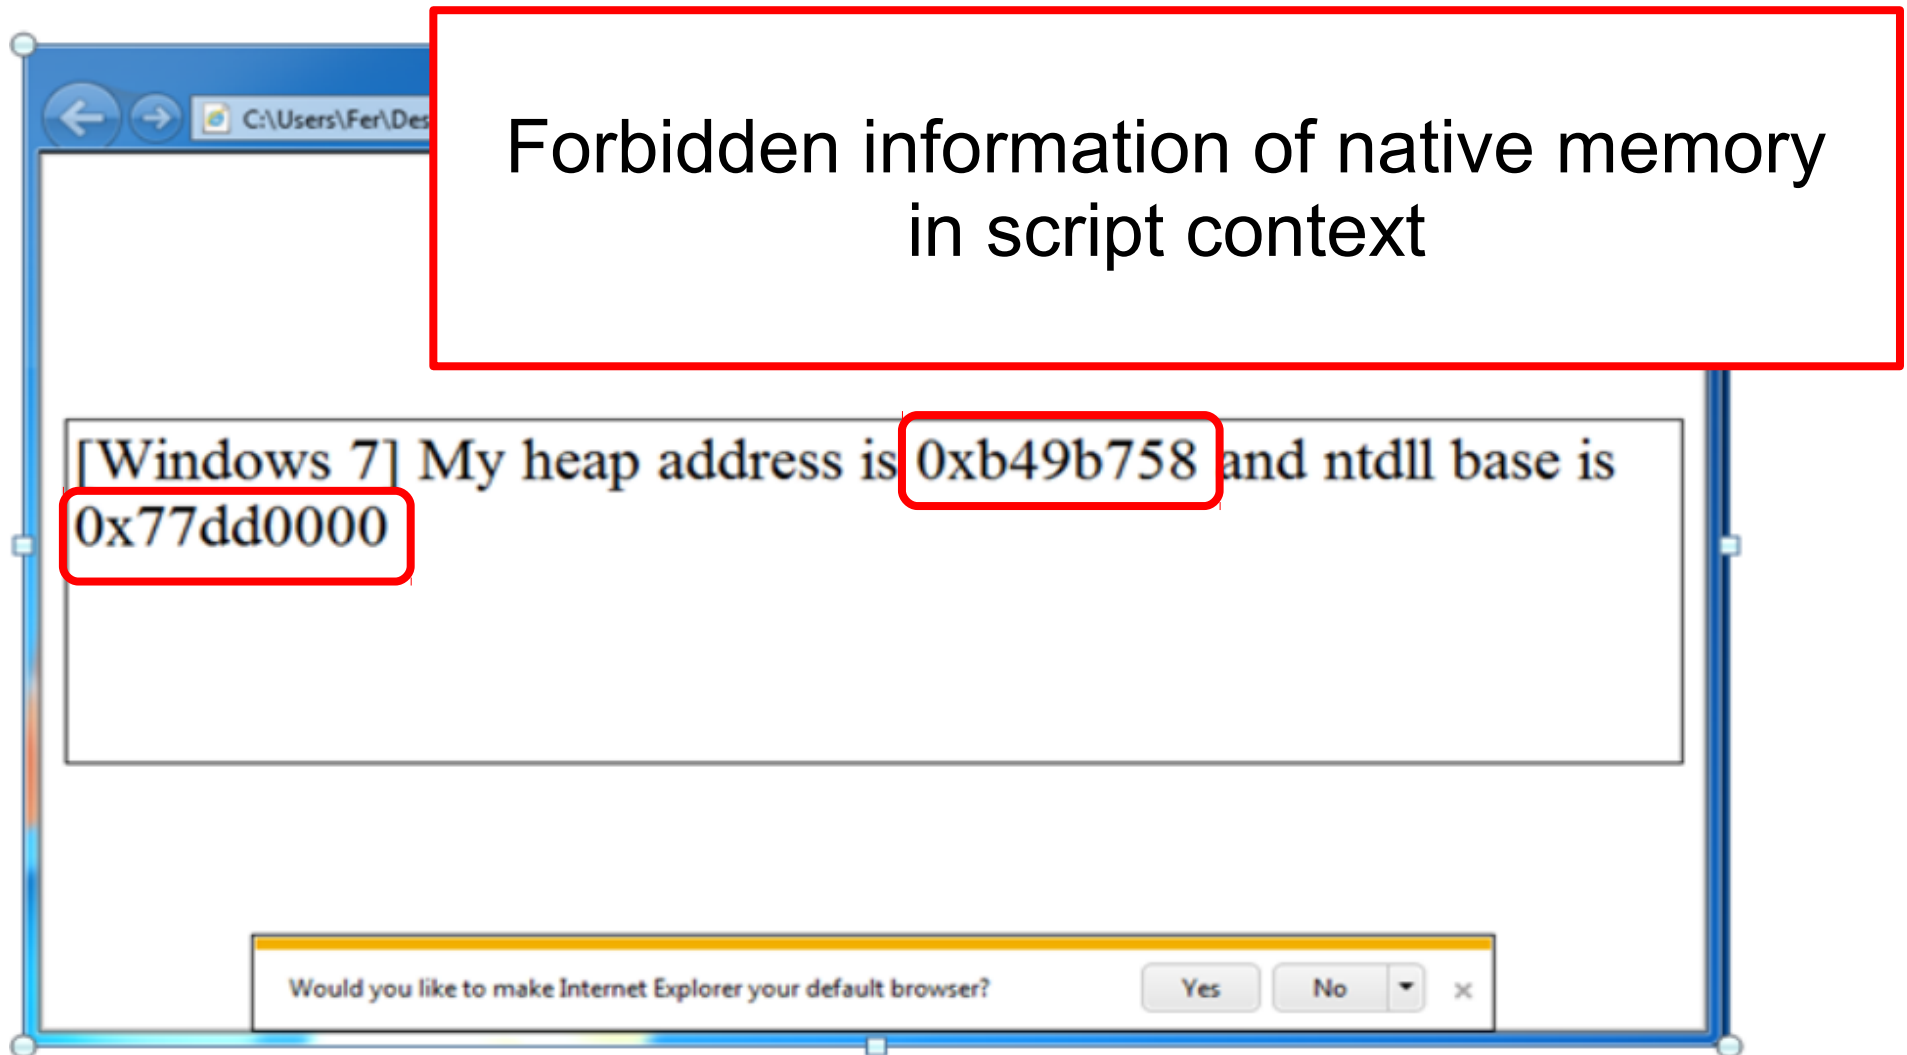 Forbidden information of native memory
in script context
C:\Users\Fer\Des
[Windows 7] My heap address is 0xb49b758 and ntdll base is
0x77dd0000
Would you like to make Internet Explorer your default browser? Yes No